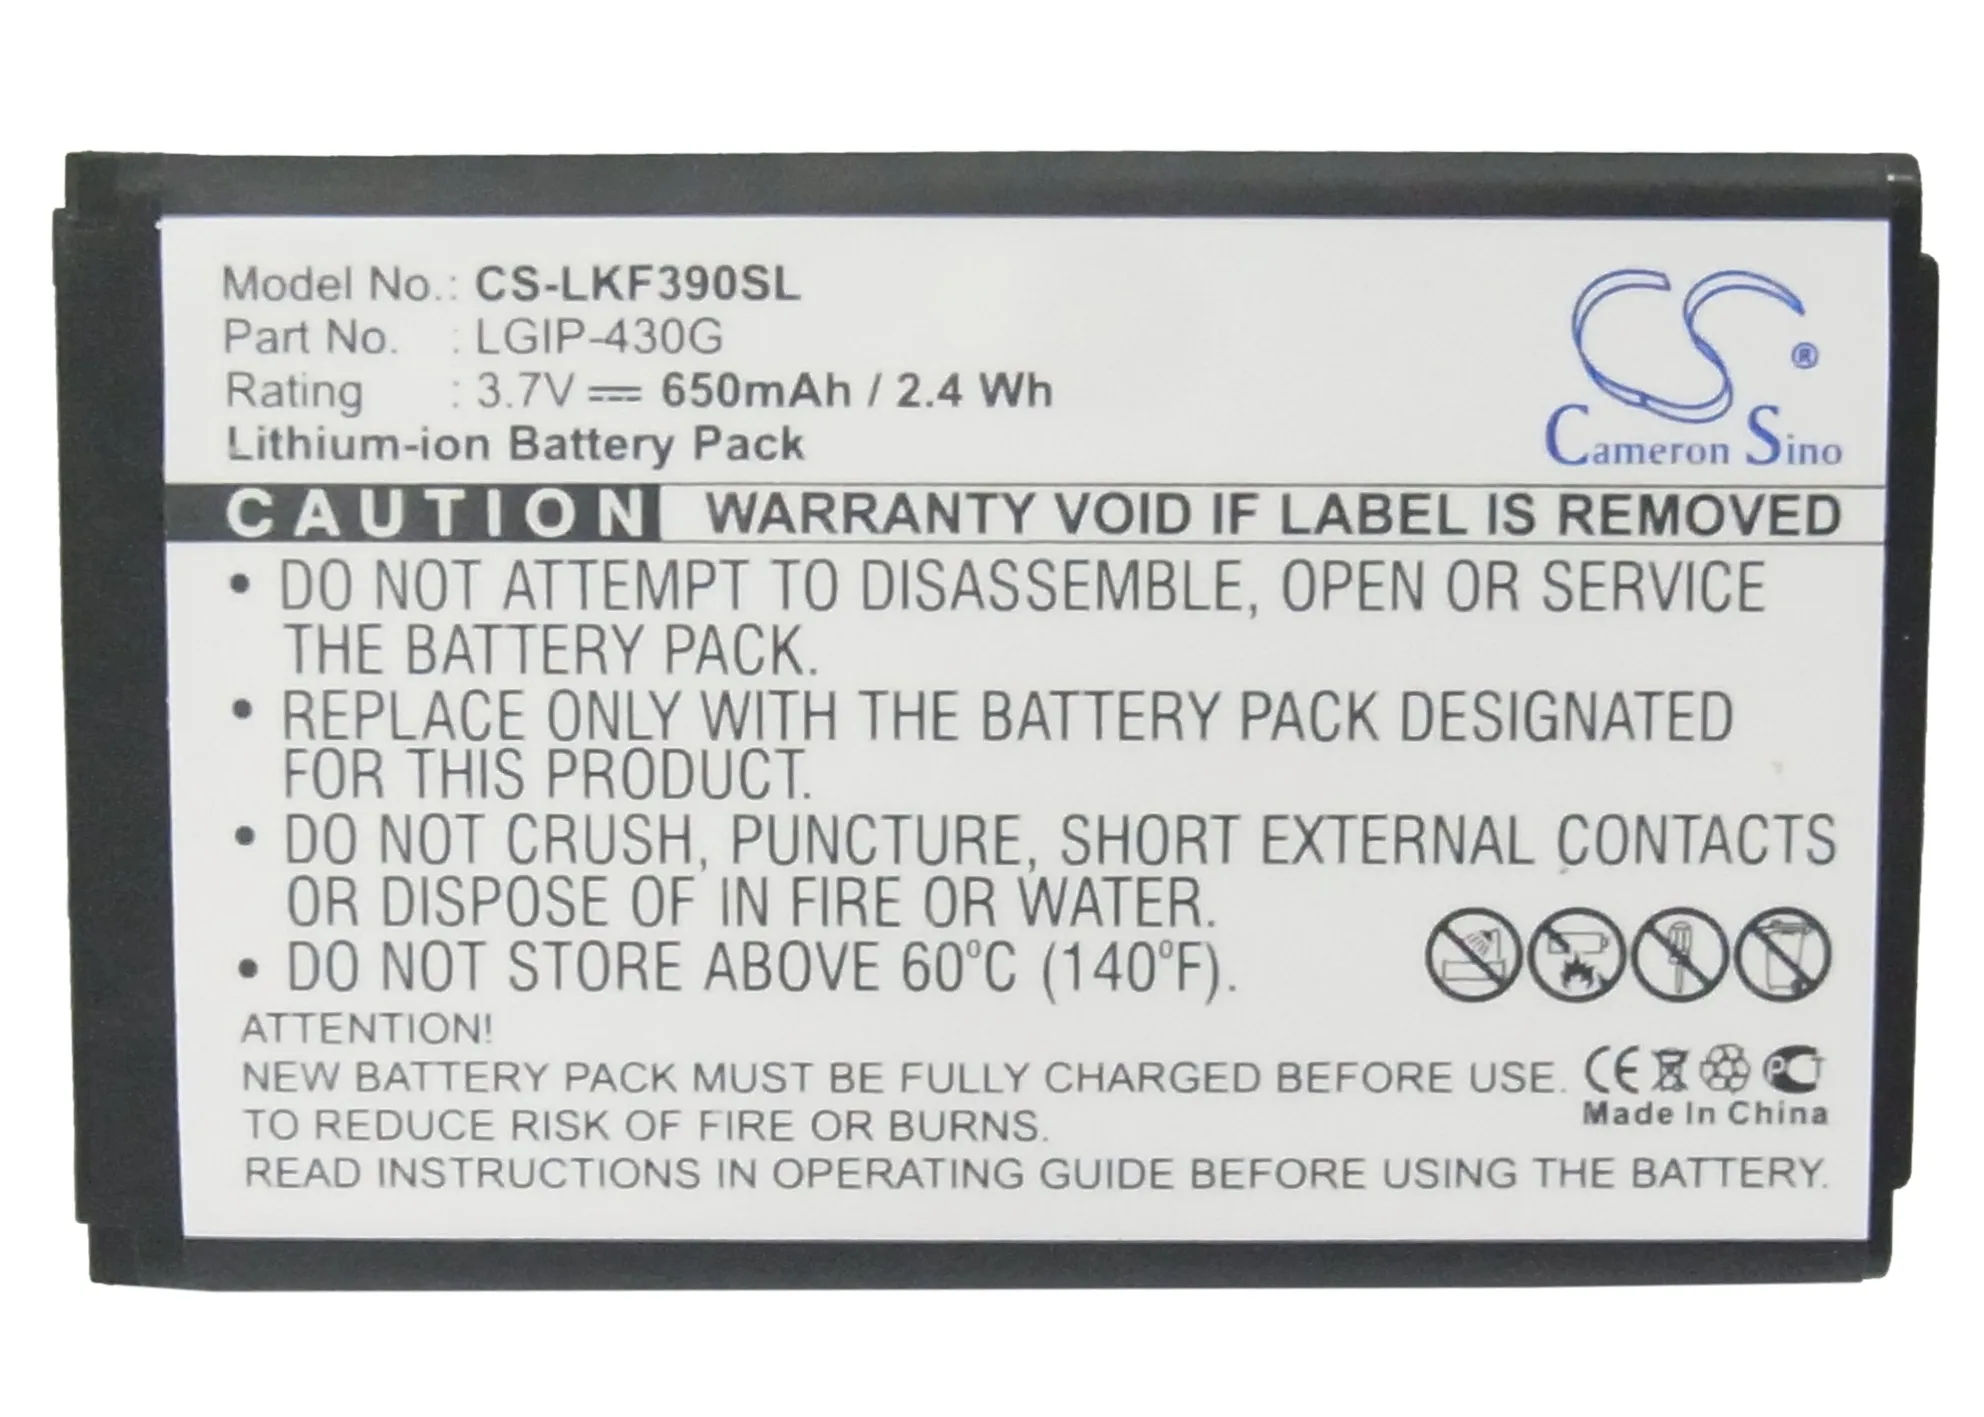 Model No.: CS-LKF390SL
Part No. : LGIP-430G
Rating : 3.7V 650mAh / 2.4 Wh
Lithium-ion Battery Pack
CS ®
Cameron Sino
CAUTION WARRANTY VOID IF LABEL IS REMOVED
• DO NOT ATTEMPT TO DISASSEMBLE, OPEN OR SERVICE
THE BATTERY PACK.
• REPLACE ONLY WITH THE BATTERY PACK DESIGNATED
FOR THIS PRODUCT.
• DO NOT CRUSH, PUNCTURE, SHORT EXTERNAL CONTACTS
OR DISPOSE OF IN FIRE OR WATER.
• DO NOT STORE ABOVE 60°C (140°F).
ATTENTION!
NEW BATTERY PACK MUST BE FULLY CHARGED BEFORE USE.
TO REDUCE RISK OF FIRE OR BURNS.
READ INSTRUCTIONS IN OPERATING GUIDE BEFORE USING THE BATTERY.
CE PCT
Made In China